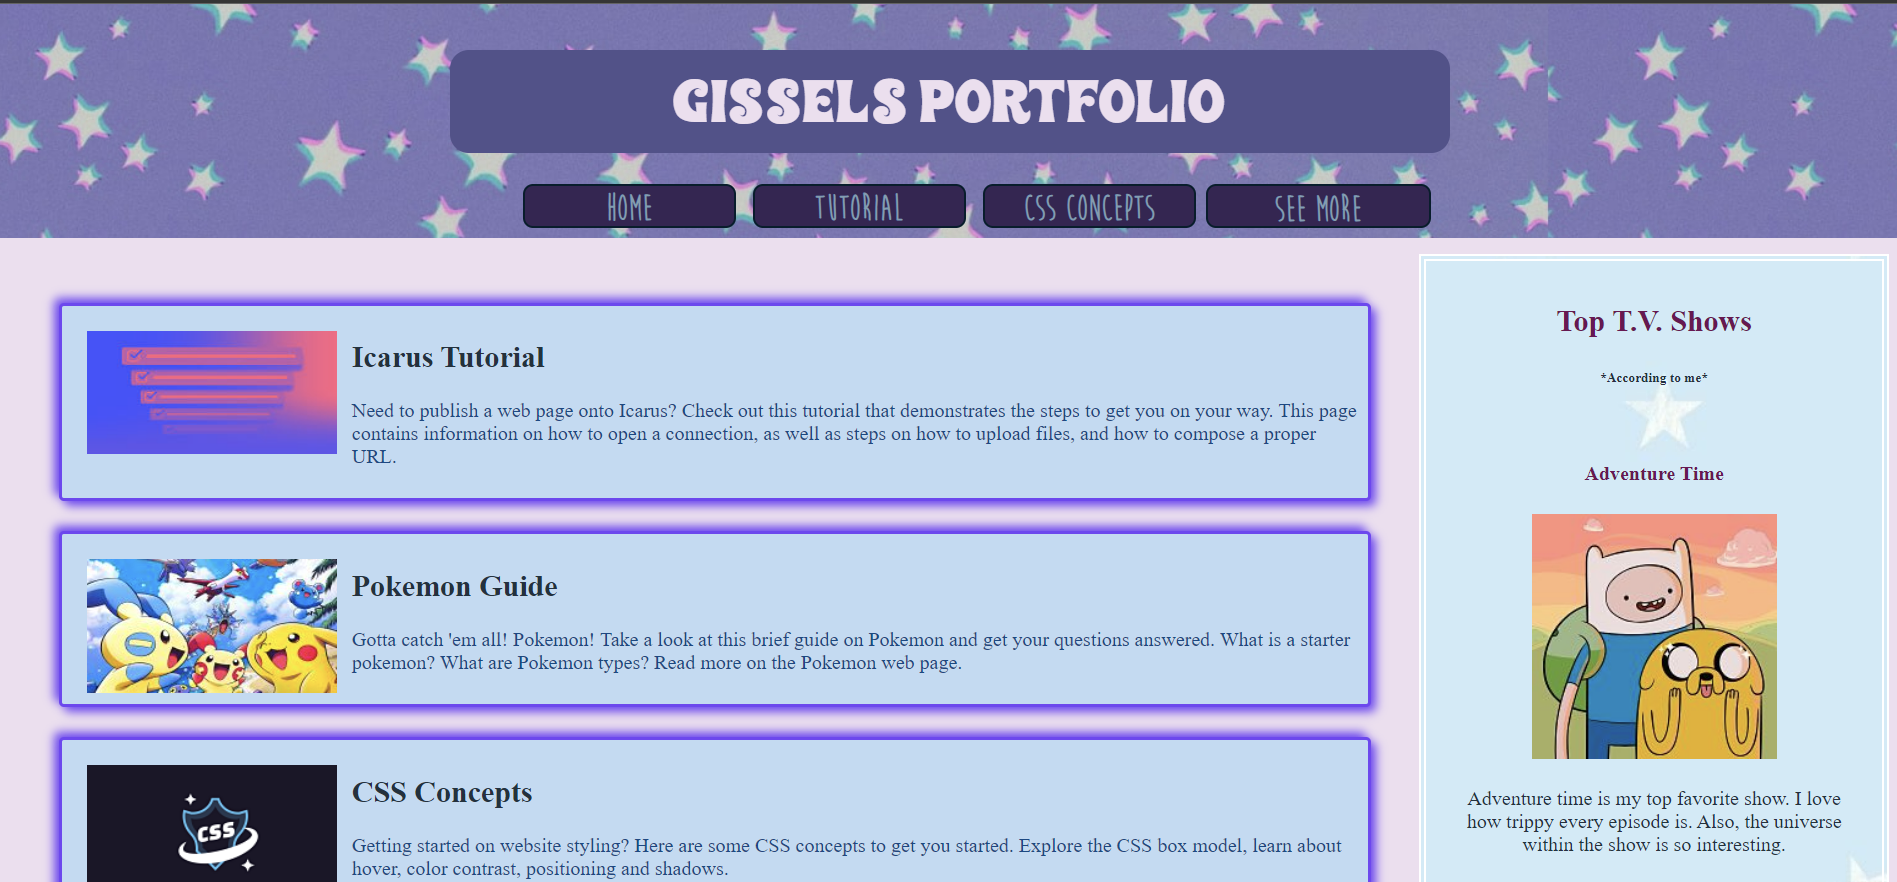 GISSELS PORTFOLIO
HOME
TUTORIAL
CSS CONCEPTS
SEE MORE
Icarus Tutorial
Need to publish a web page onto Icarus? Check out this tutorial that demonstrates the steps to get you on your way. This page
contains information on how to open a connection, as well as steps on how to upload files, and how to compose a proper
URL.
Pokemon Guide
Gotta catch 'em all! Pokemon! Take a look at this brief guide on Pokemon and get your questions answered. What is a starter
pokemon? What are Pokemon types? Read more on the Pokemon web page.
CSS
CSS Concepts
Getting started on website styling? Here are some CSS concepts to get you started. Explore the CSS box model, learn about
hover, color contrast, positioning and shadows.
Top T.V. Shows
*According to me*
Adventure Time
Adventure time is my top favorite show. I love
how trippy every episode is. Also, the universe
within the show is so interesting.